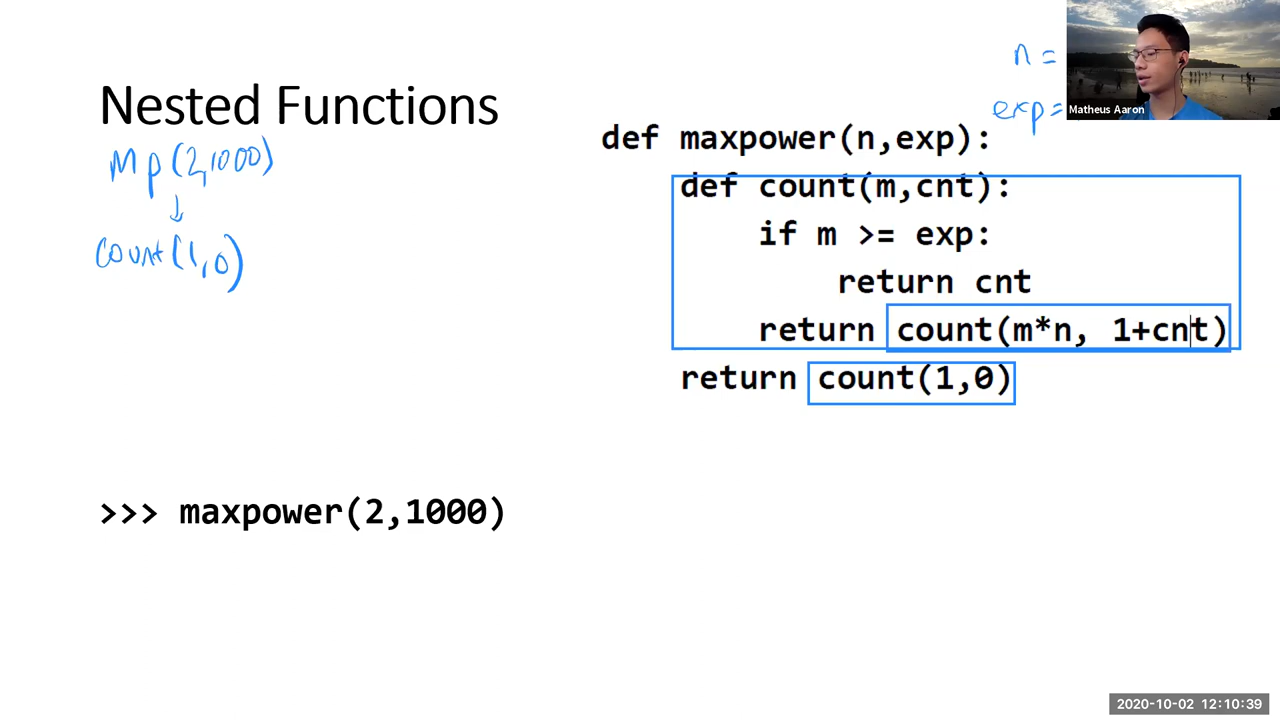 Nested Functions
Mp(2,1000)
↓
count(1,0)
n =
exp=
Matheus Aaron
def maxpower(n,exp):
def count(m,cnt):
if m >= exp:
return cnt
return count(m*n, 1+cnt)
return count(1,0)
>>> maxpower(2,1000)
2020-10-02 12:10:39